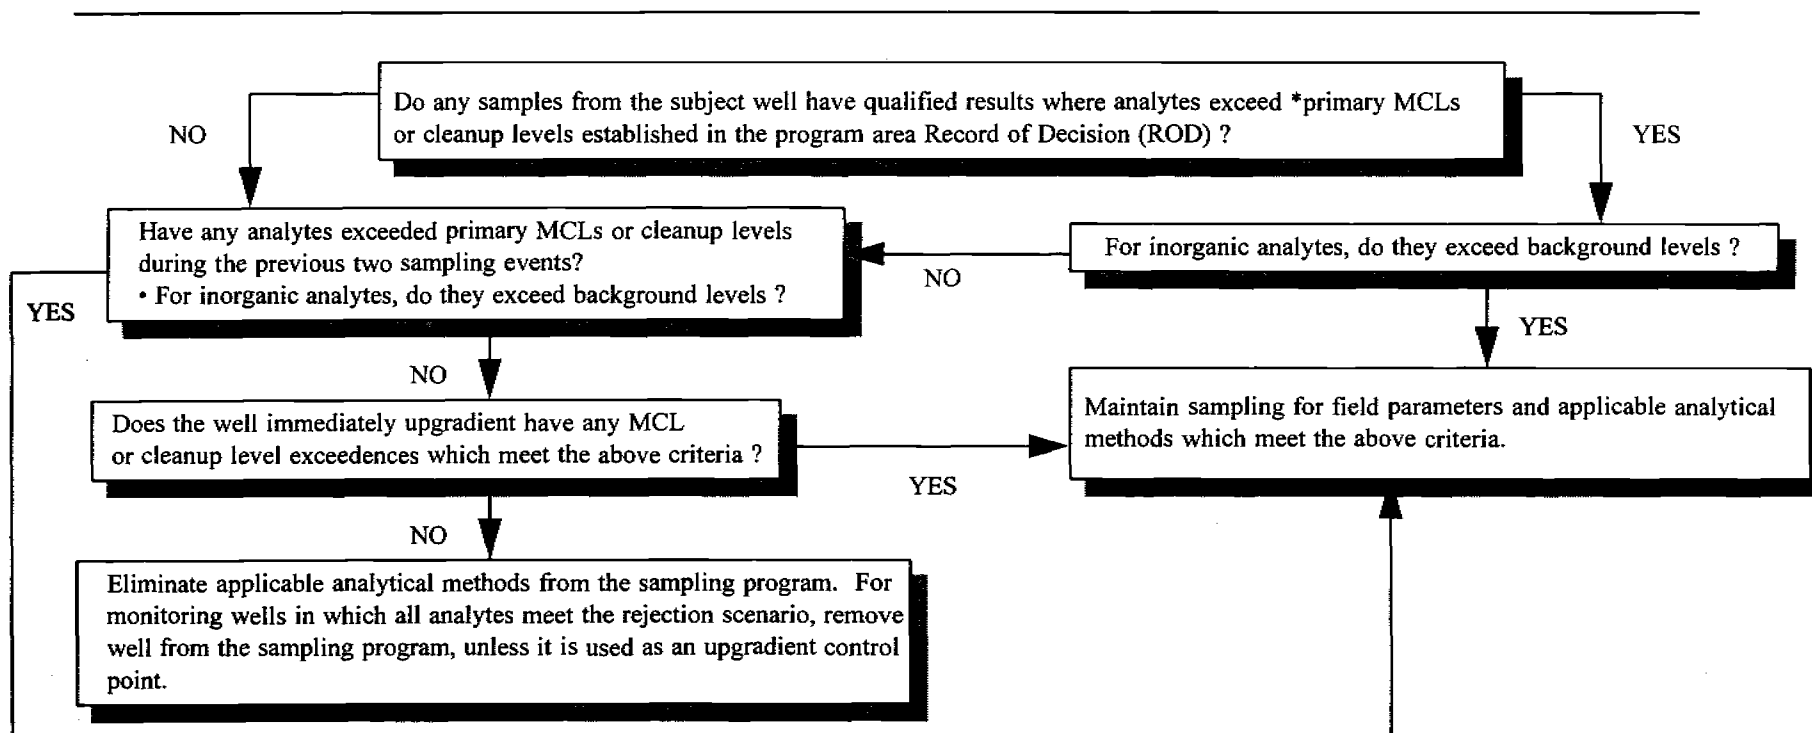 Do any samples from the subject well have qualified results where analytes exceed *primary MCLs
or cleanup levels established in the program area Record of Decision (ROD) ?
NO
YES
Have any analytes exceeded primary MCLs or cleanup levels
during the previous two sampling events?
• For inorganic analytes, do they exceed background levels ?
For inorganic analytes, do they exceed background levels ?
NO
YES
YES
NO
Does the well immediately upgradient have any MCL
or cleanup level exceedences which meet the above criteria ?
Maintain sampling for field parameters and applicable analytical
methods which meet the above criteria.
YES
NO
Eliminate applicable analytical methods from the sampling program. For
monitoring wells in which all analytes meet the rejection scenario, remove
well from the sampling program, unless it is used as an upgradient control
point.